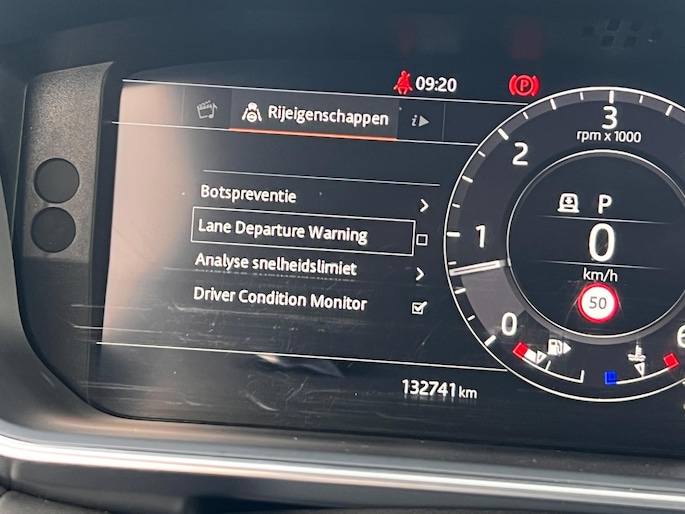 09:20
P
Rijeigenschappen
i
3
rpm x 1000
2
Botspreventie
P
Lane Departure Warning
1
0
km/h
Analyse snelheidslimiet
Driver Condition Monitor
50
0
6
132741 km